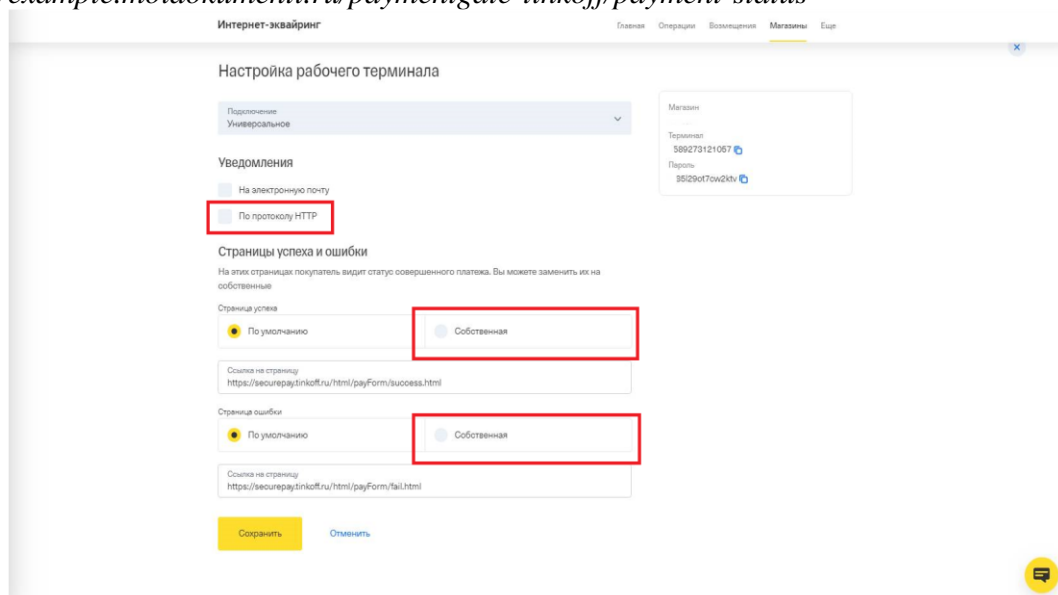 example.moidokumenti.ru/paymentgate-tinkoff/payment-status
Интернет-эквайринг
Главная Операции Возмещения Магазины Еще
Настройка рабочего терминала
Подключение
Универсальное
Магазин
Терминал
589273121067
Пароль
Уведомления
На электронную почту
По протоколу HTTP
Страницы успеха и ошибки
На этих страницах покупатель видит статус совершенного платежа. Вы можете заменить их на
собственные
Страница успеха
По умолчанию Собственная
Ссылка на страницу
https://securepay.tinkoff.ru/html/payForm/success.html
Страница ошибки
По умолчанию Собственная
Ссылка на страницу
https://securepay.tinkoff.ru/html/payForm/fail.html
Сохранить Отменить